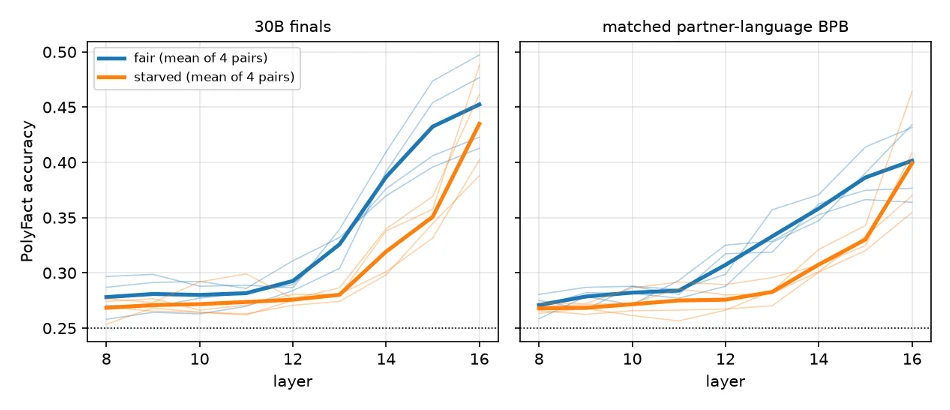 30B finals
matched partner-language BPB
PolyFact accuracy
0.50
0.45
0.40
0.35
0.30
0.25
fair (mean of 4 pairs)
starved (mean of 4 pairs)
8
10
12
14
16
layer
8
10
12
14
16
layer